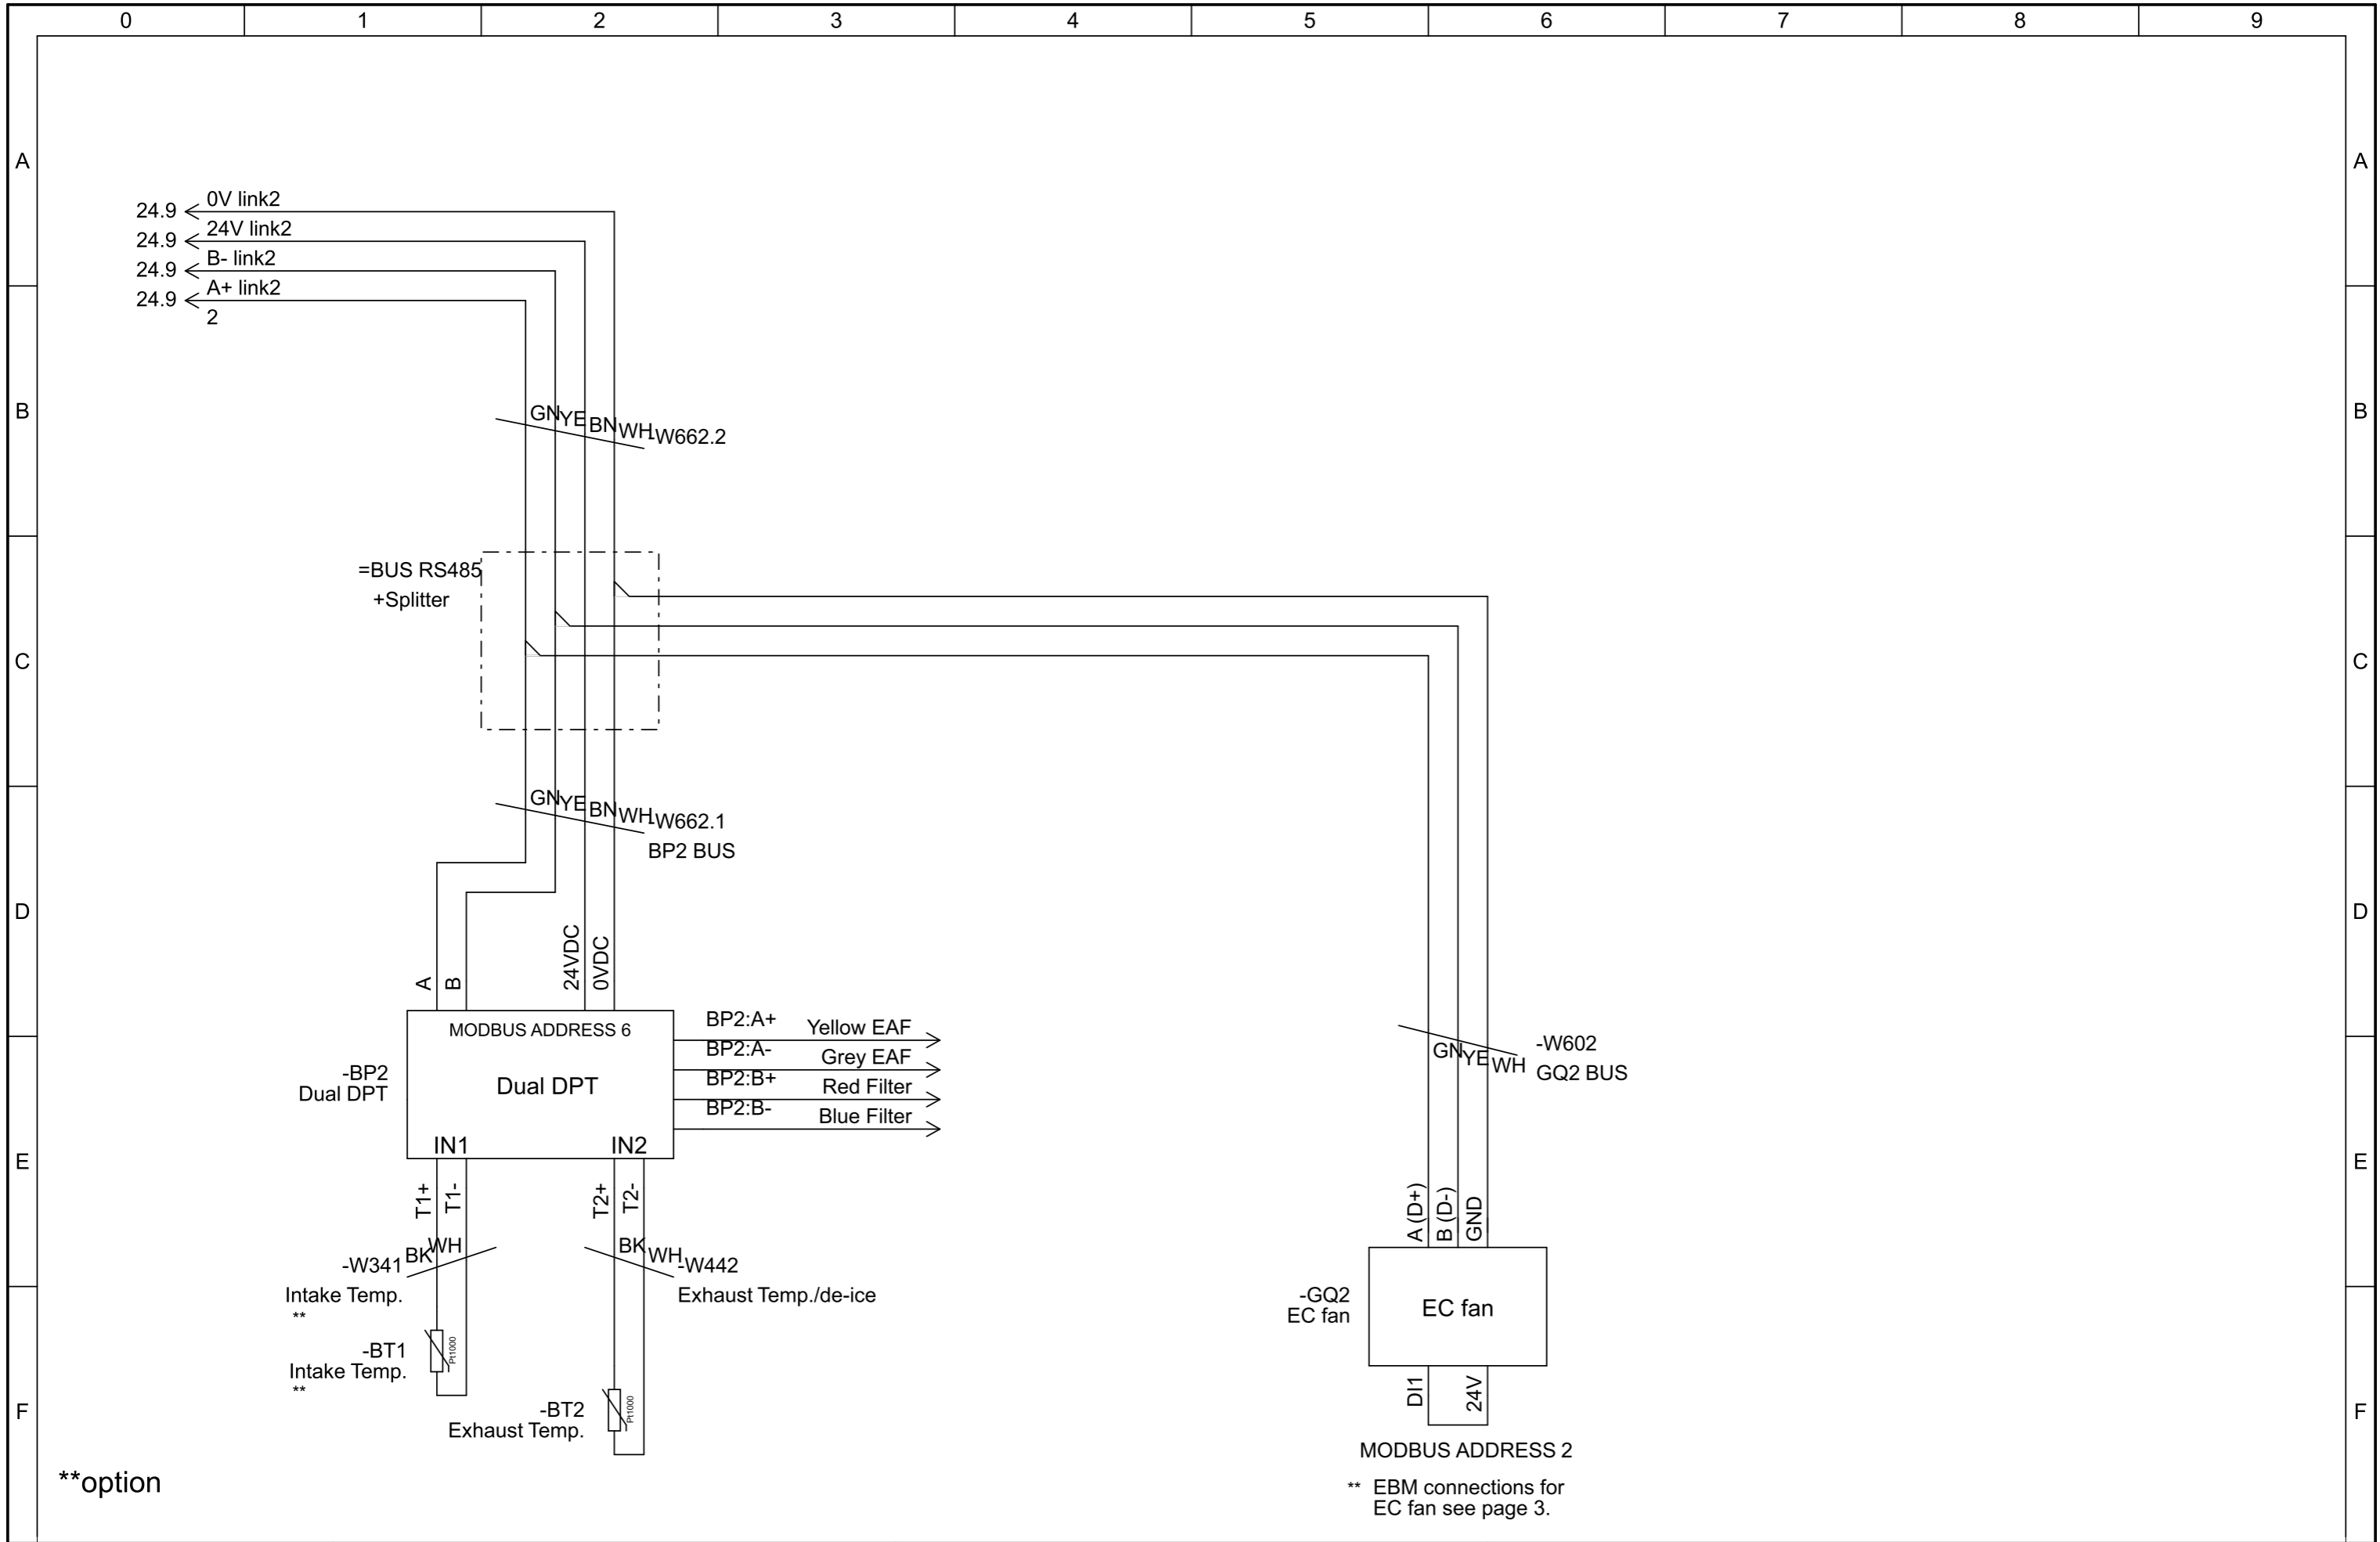 0 1 2 3 4 5 6 7 8 9
A A
24.9 0V link2
24.9 24V link2
24.9 B- link2
24.9 A+ link2
2
B B
GN YE BN WH -W662.2
=BUS RS485
+Splitter
C C
GN YE BN WH -W662.1
BP2 BUS
D D
A B 24VDC 0VDC
MODBUS ADDRESS 6
-BP2
Dual DPT
Dual DPT
IN1 IN2
BP2:A+ Yellow EAF
BP2:A- Grey EAF
BP2:B+ Red Filter
BP2:B- Blue Filter
GN YE WH
-W602
GQ2 BUS
E E
T1+ T1- T2+ T2-
-W341 BK WH
Intake Temp.
**
BK WH -W442
Exhaust Temp./de-ice
-BT1
Intake Temp.
**
Pt1000
-BT2
Exhaust Temp.
Pt1000
A (D+) B (D-) GND
-GQ2
EC fan
EC fan
DI1 24V
F F
MODBUS ADDRESS 2
** EBM connections for
EC fan see page 3.
**option